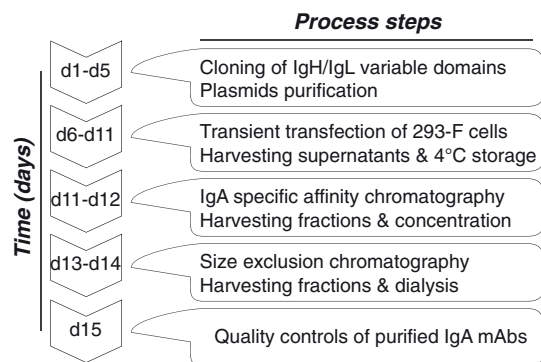 Process steps
Time (days)
d1-d5
Cloning of IgH/IgL variable domains
Plasmids purification
d6-d11
Transient transfection of 293-F cells
Harvesting supernatants & 4°C storage
d11-d12
IgA specific affinity chromatography
Harvesting fractions & concentration
d13-d14
Size exclusion chromatography
Harvesting fractions & dialysis
d15
Quality controls of purified IgA mAbs